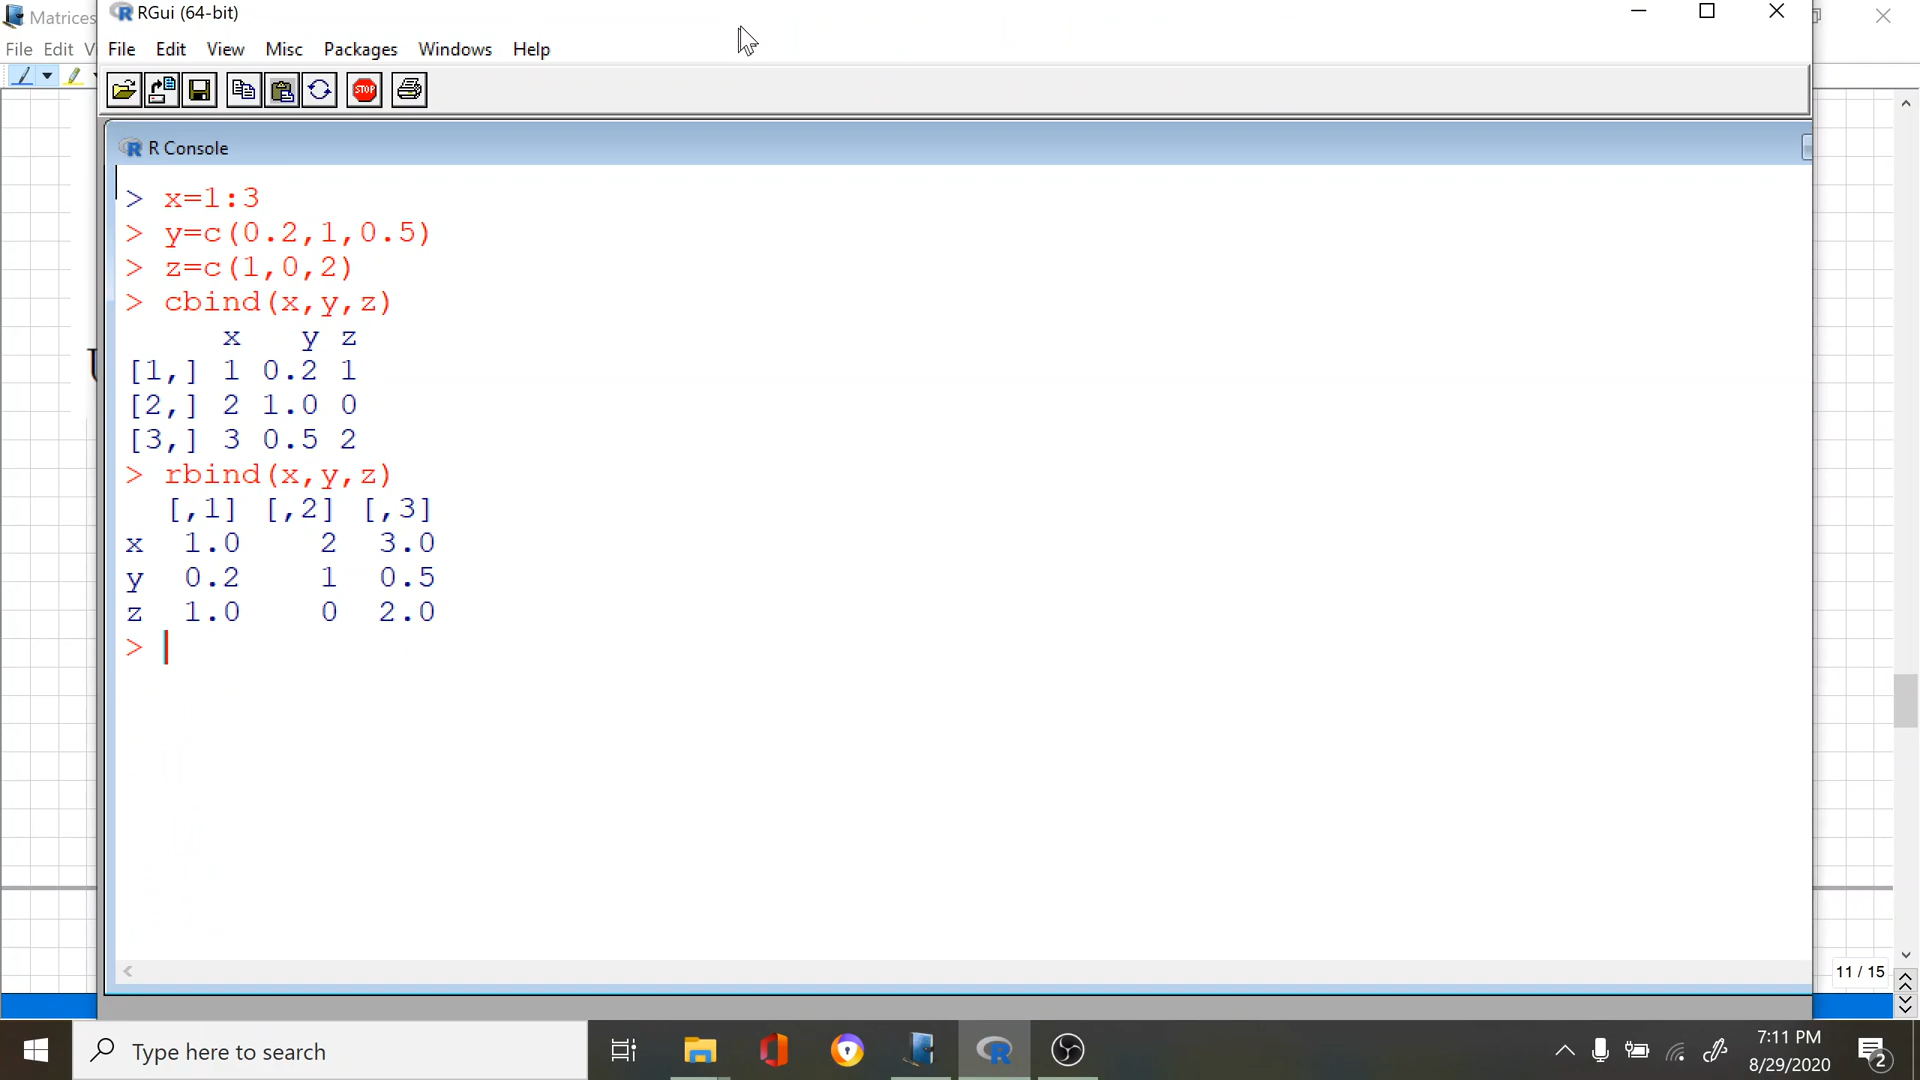 Matrices
RGui (64-bit)
File Edit V
File Edit View Misc Packages Windows Help
STOP
R Console
> x=1:3
> y=c(0.2,1,0.5)
> z=c(1,0,2)
> cbind(x,y,z)
x y z
[1,] 1 0.2 1
[2,] 2 1.0 0
[3,] 3 0.5 2
> rbind(x,y,z)
[,1] [,2] [,3]
x 1.0 2 3.0
y 0.2 1 0.5
z 1.0 0 2.0
>
11 / 15
Type here to search
7:11 PM
8/29/2020
2